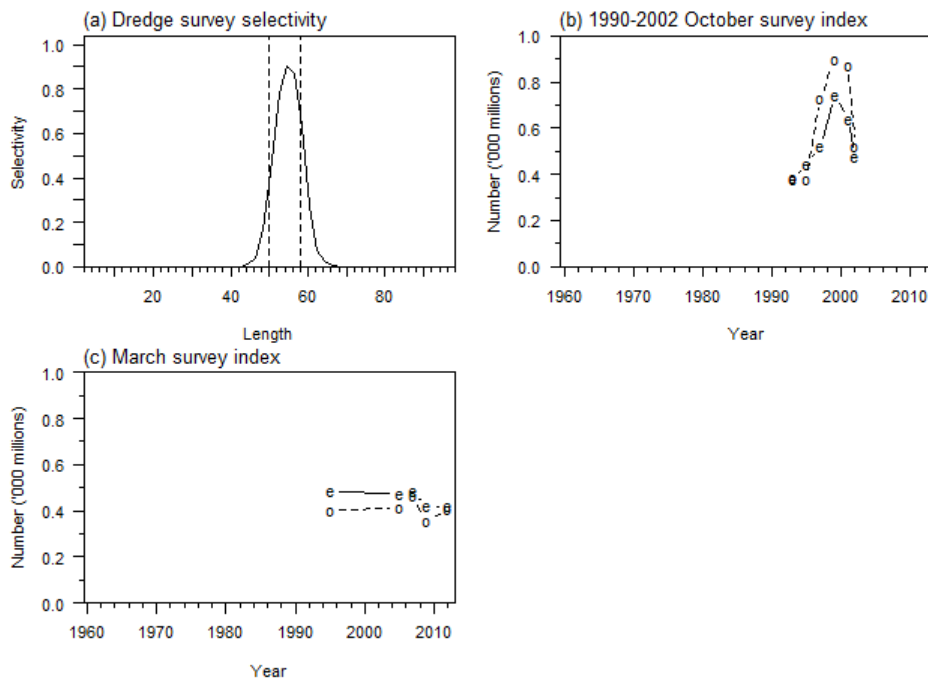 (a) Dredge survey selectivity
Selectivity
1.0
0.8
0.6
0.4
0.2
0.0
20 40 60 80
Length
(b) 1990-2002 October survey index
Number ('000 millions)
1.0
0.8
0.6
0.4
0.2
0.0
e e e e e e
o o o o o o
1960 1970 1980 1990 2000 2010
Year
(c) March survey index
Number ('000 millions)
1.0
0.8
0.6
0.4
0.2
0.0
e e e e e
o o o o o
1960 1970 1980 1990 2000 2010
Year